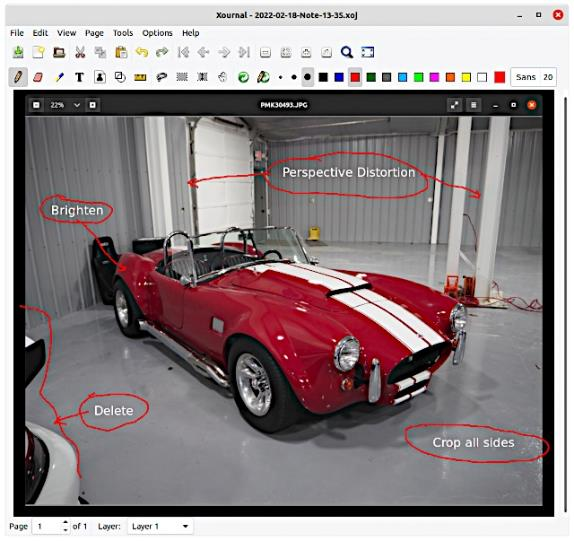 Xournal - 2022-02-18-Note-13-35.xoj
File Edit View Page Tools Options Help
T
Sans 20
22% PMK30493.JPG
Perspective Distortion
Brighten
Delete
Crop all sides
Page 1 of 1 Layer: Layer 1